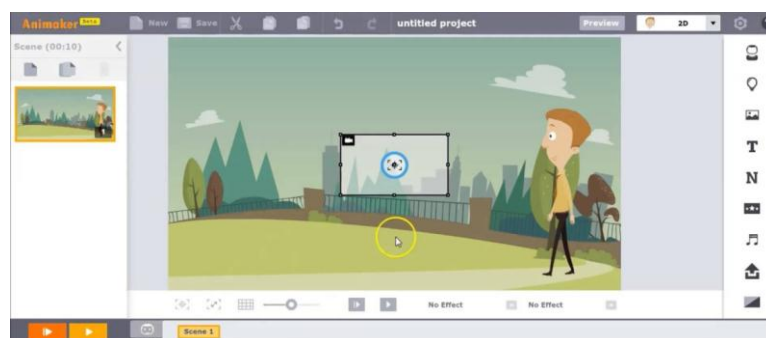 Animaker Beta New Save untitled project Preview 2D
Scene (00:10)
T
N
No Effect No Effect
Scene 1